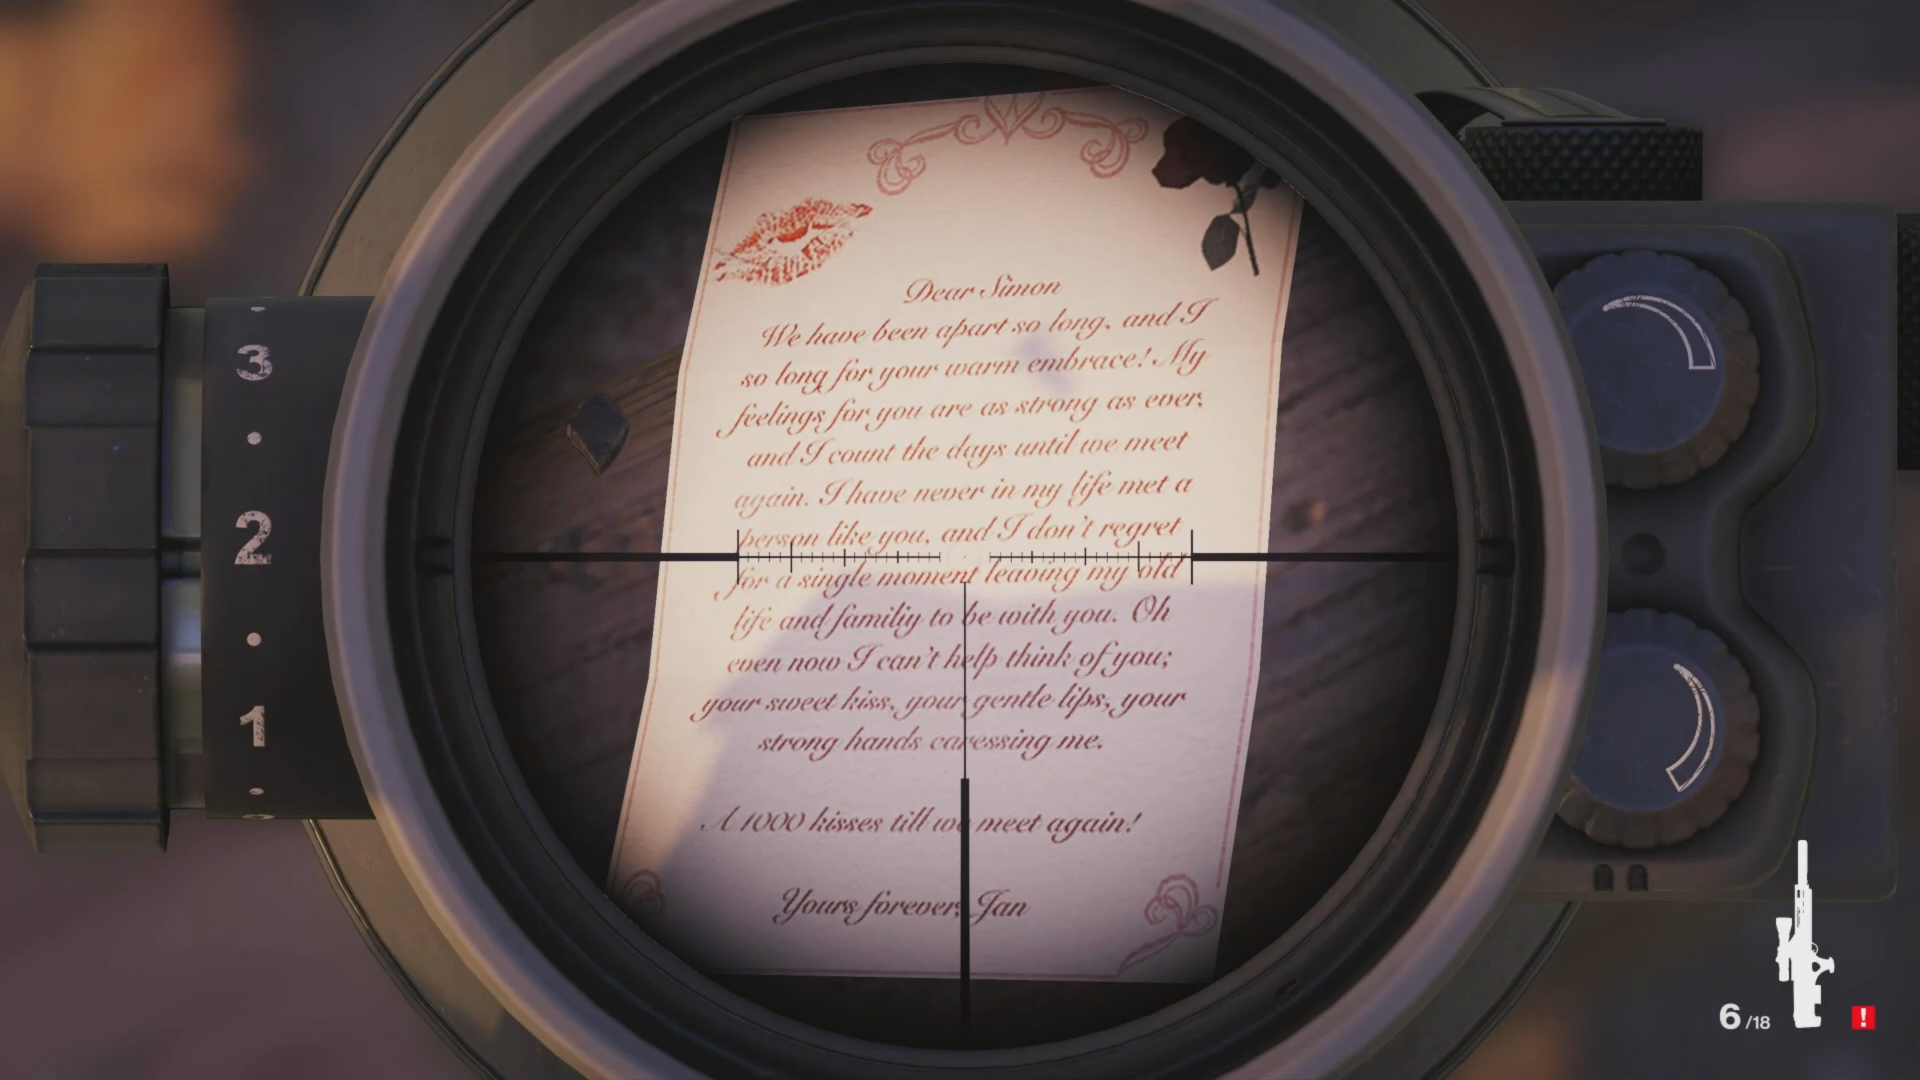 Dear Simon
We have been apart so long, and I
so long for your warm embrace! My
feelings for you are as strong as ever,
and I count the days until we meet
again. I have never in my life met a
person like you, and I don't regret
for a single moment leaving my old
life and familiy to be with you. Oh
even now I can't help think of you;
your sweet kiss, your gentle lips, your
strong hands caressing me.
A 1000 kisses till we meet again!
Yours forever, Jan
3
2
1
6/18
!